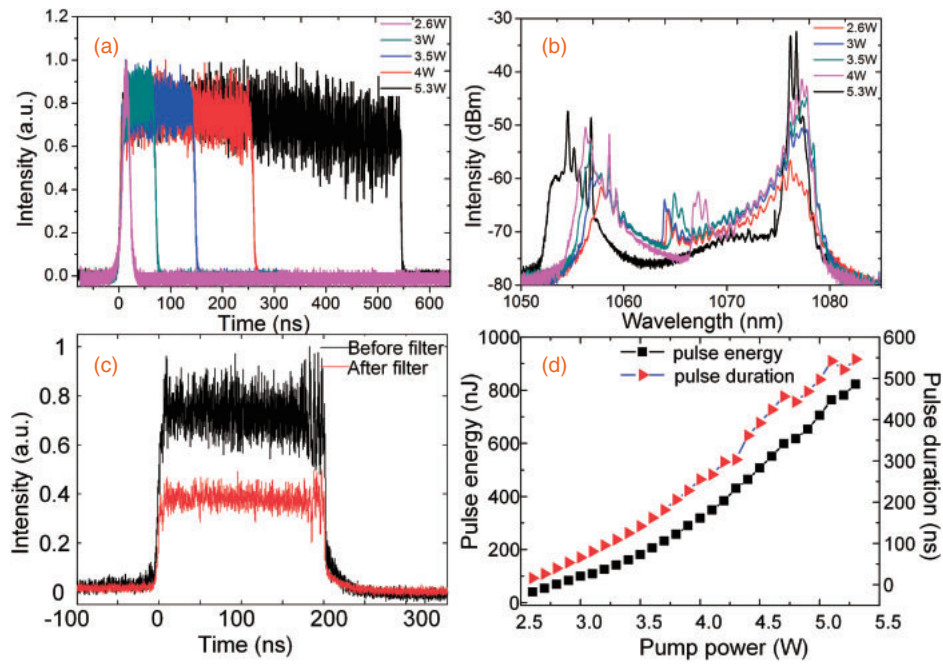 (a)
2.6W
3W
3.5W
4W
5.3W
1.2
1.0
0.8
0.6
0.4
0.2
0.0
Intensity (a.u.)
0 100 200 300 400 500 600
Time (ns)
(b)
2.6W
3W
3.5W
4W
5.3W
-30
-40
-50
-60
-70
-80
Intensity (dBm)
1050 1060 1070 1080
Wavelength (nm)
(c)
Before filter
After filter
1
0.8
0.6
0.4
0.2
0
Intensity (a.u.)
-100 0 100 200 300
Time (ns)
(d)
pulse energy
pulse duration
1000
800
600
400
200
0
Pulse energy (nJ)
600
500
400
300
200
100
0
Pulse duration (ns)
2.5 3.0 3.5 4.0 4.5 5.0 5.5
Pump power (W)